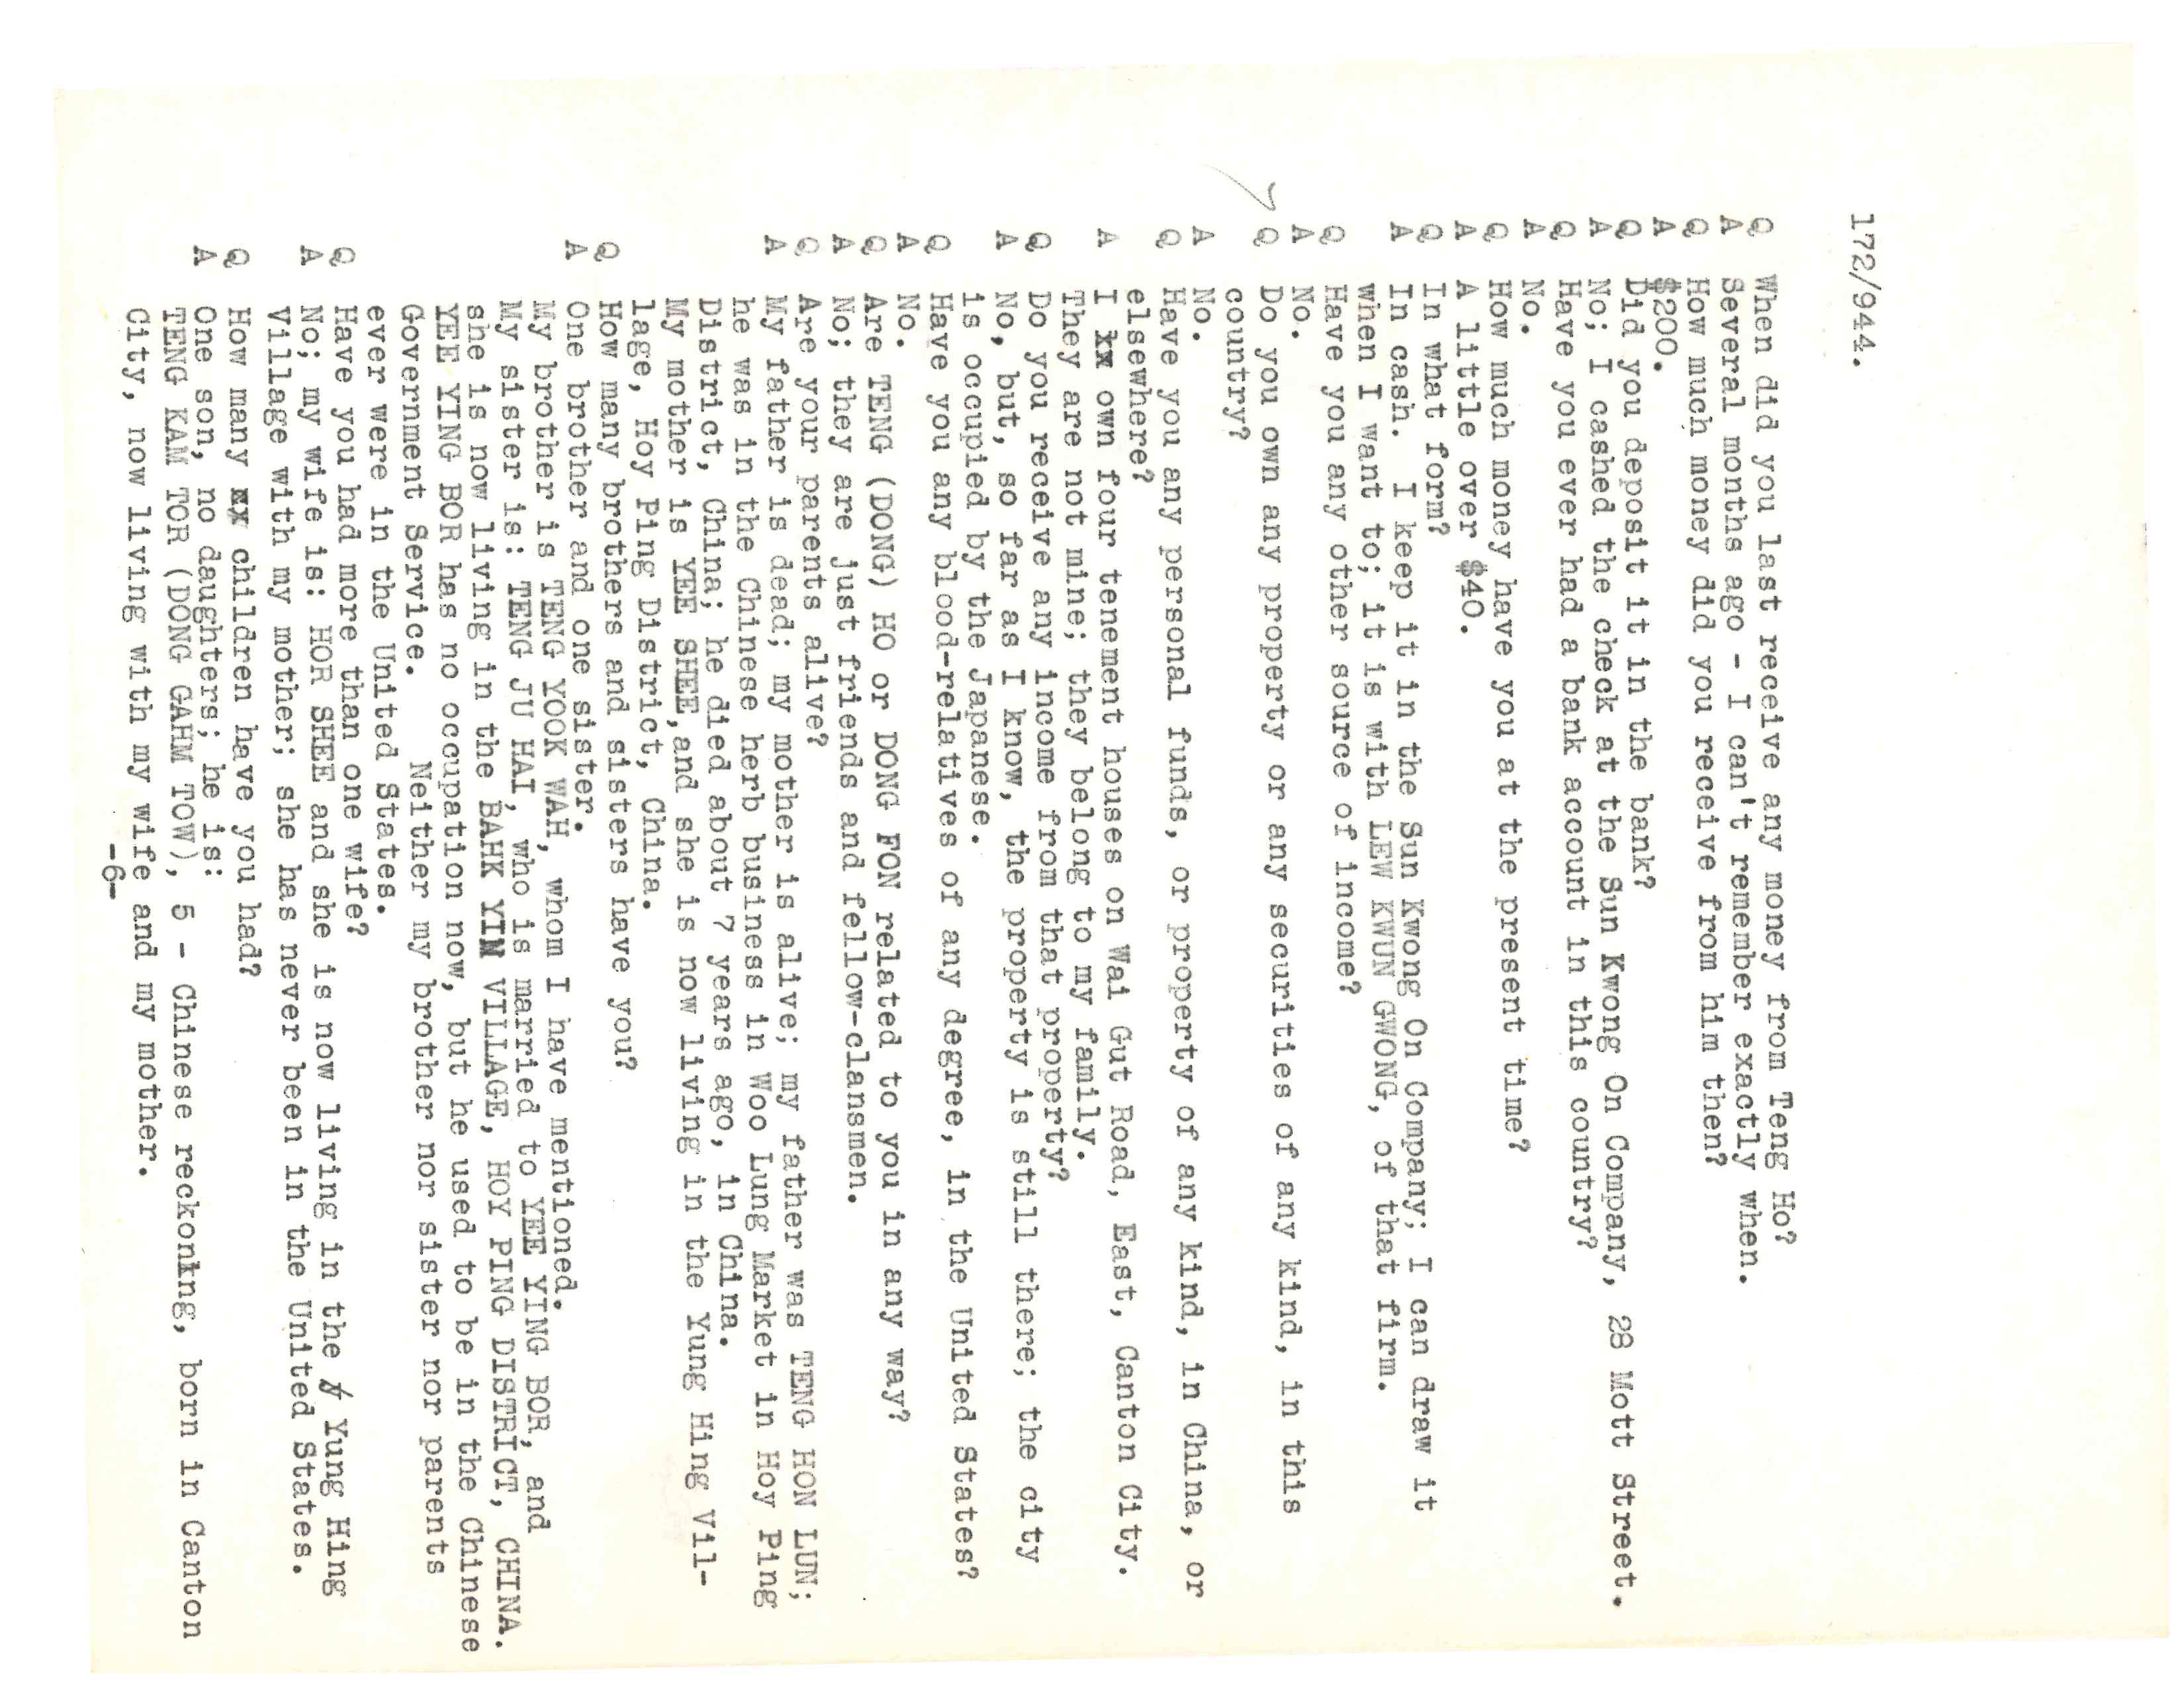 172/944.
Q When did you last receive any money from Teng Ho?
A Several months ago - I can't remember exactly when.
Q How much money did you receive from him then?
A $200.
Q Did you deposit it in the bank?
A No; I cashed the check at the Sun Kwong On Company, 28 Mott Street.
Q Have you ever had a bank account in this country?
A No.
Q How much money have you at the present time?
A A little over $40.
Q In what form?
A In cash. I keep it in the Sun Kwong On Company; I can draw it
when I want to; it is with LEW KWUN GWONG, of that firm.
Q Have you any other source of income?
A No.
Q Do you own any property or any securities of any kind, in this
country?
A No.
Q Have you any personal funds, or property of any kind, in China, or
elsewhere?
A I xx own four tenement houses on Wai Gut Road, East, Canton City.
They are not mine; they belong to my family.
Q Do you receive any income from that property?
A No, but, so far as I know, the property is still there; the city
is occupied by the Japanese.
Q Have you any blood-relatives of any degree, in the United States?
A No.
Q Are TENG (DONG) HO or DONG FON related to you in any way?
A No; they are just friends and fellow-clansmen.
Q Are your parents alive?
A My father is dead; my mother is alive; my father was TENG HON LUN;
he was in the Chinese herb business in Woo Lung Market in Hoy Ping
District, China; he died about 7 years ago, in China.
My mother is YEE SHEE,and she is now living in the Yung Hing Vil-
lage, Hoy Ping District, China.
Q How many brothers and sisters have you?
A One brother and one sister.
My brother is TENG YOOK WAH, whom I have mentioned.
My sister is: TENG JU HAI, who is married to YEE YING BOR, and
she is now living in the BAHK YIN VILLAGE, HOY PING DISTRICT, CHINA.
YEE YING BOR has no occupation now, but he used to be in the Chinese
Government Service. Neither my brother nor sister nor parents
ever were in the United States.
Q Have you had more than one wife?
A No; my wife is: HOR SHEE and she is now living in the Yung Hing
Village with my mother; she has never been in the United States.
Q How many xx children have you had?
A One son, no daughters; he is:
TENG KAM TOR (DONG GAHM TOW), 5 - Chinese reckoning, born in Canton
City, now living with my wife and my mother.
-6-